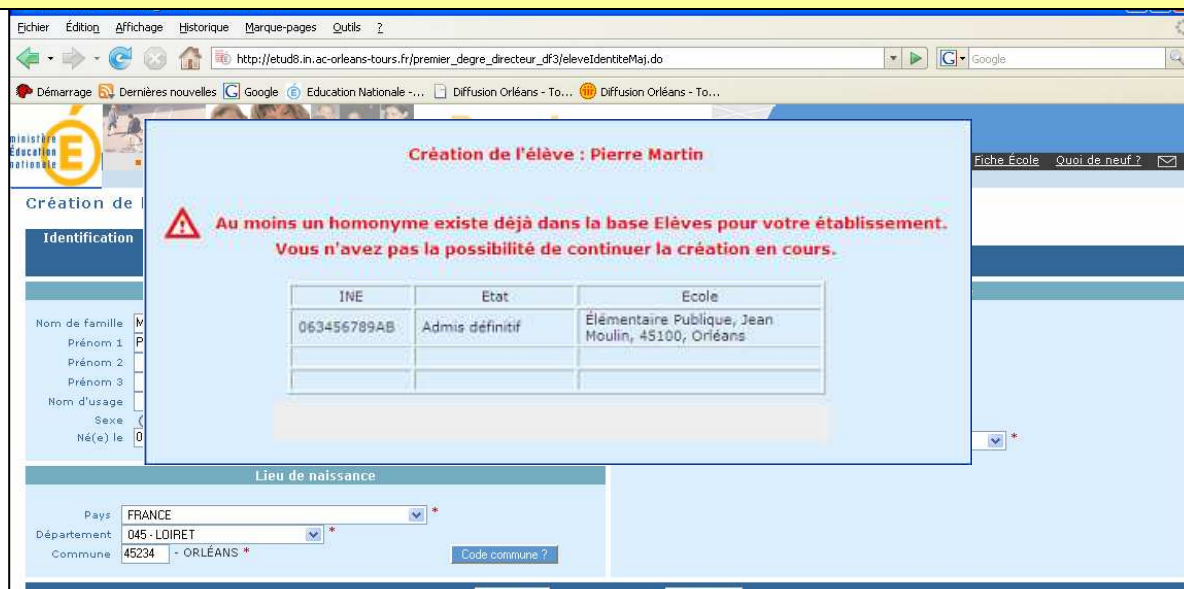 Fichier Édition Affichage Historique Marque-pages Outils ?
http://etud8.in.ac-orleans-tours.fr/premier_degre_directeur_df3/eleveIdentiteMaj.do
G Google
Démarrage Dernières nouvelles Google Education Nationale -... Diffusion Orléans - To... Diffusion Orléans - To...
ministère
Éducation
nationale
É
Fiche École Quoi de neuf ?
Création de l'élève : Pierre Martin
Création de
Au moins un homonyme existe déjà dans la base Elèves pour votre établissement.
Vous n'avez pas la possibilité de continuer la création en cours.
Identification
INE Etat Ecole
063456789AB Admis définitif Élémentaire Publique, Jean
Moulin, 45100, Orléans
Nom de famille M
Prénom 1 P
Prénom 2
Prénom 3
Nom d'usage
Sexe
Né(e) le 0
*
Lieu de naissance
Pays FRANCE *
Département 045 - LOIRET *
Commune 45234 - ORLÉANS * Code commune ?